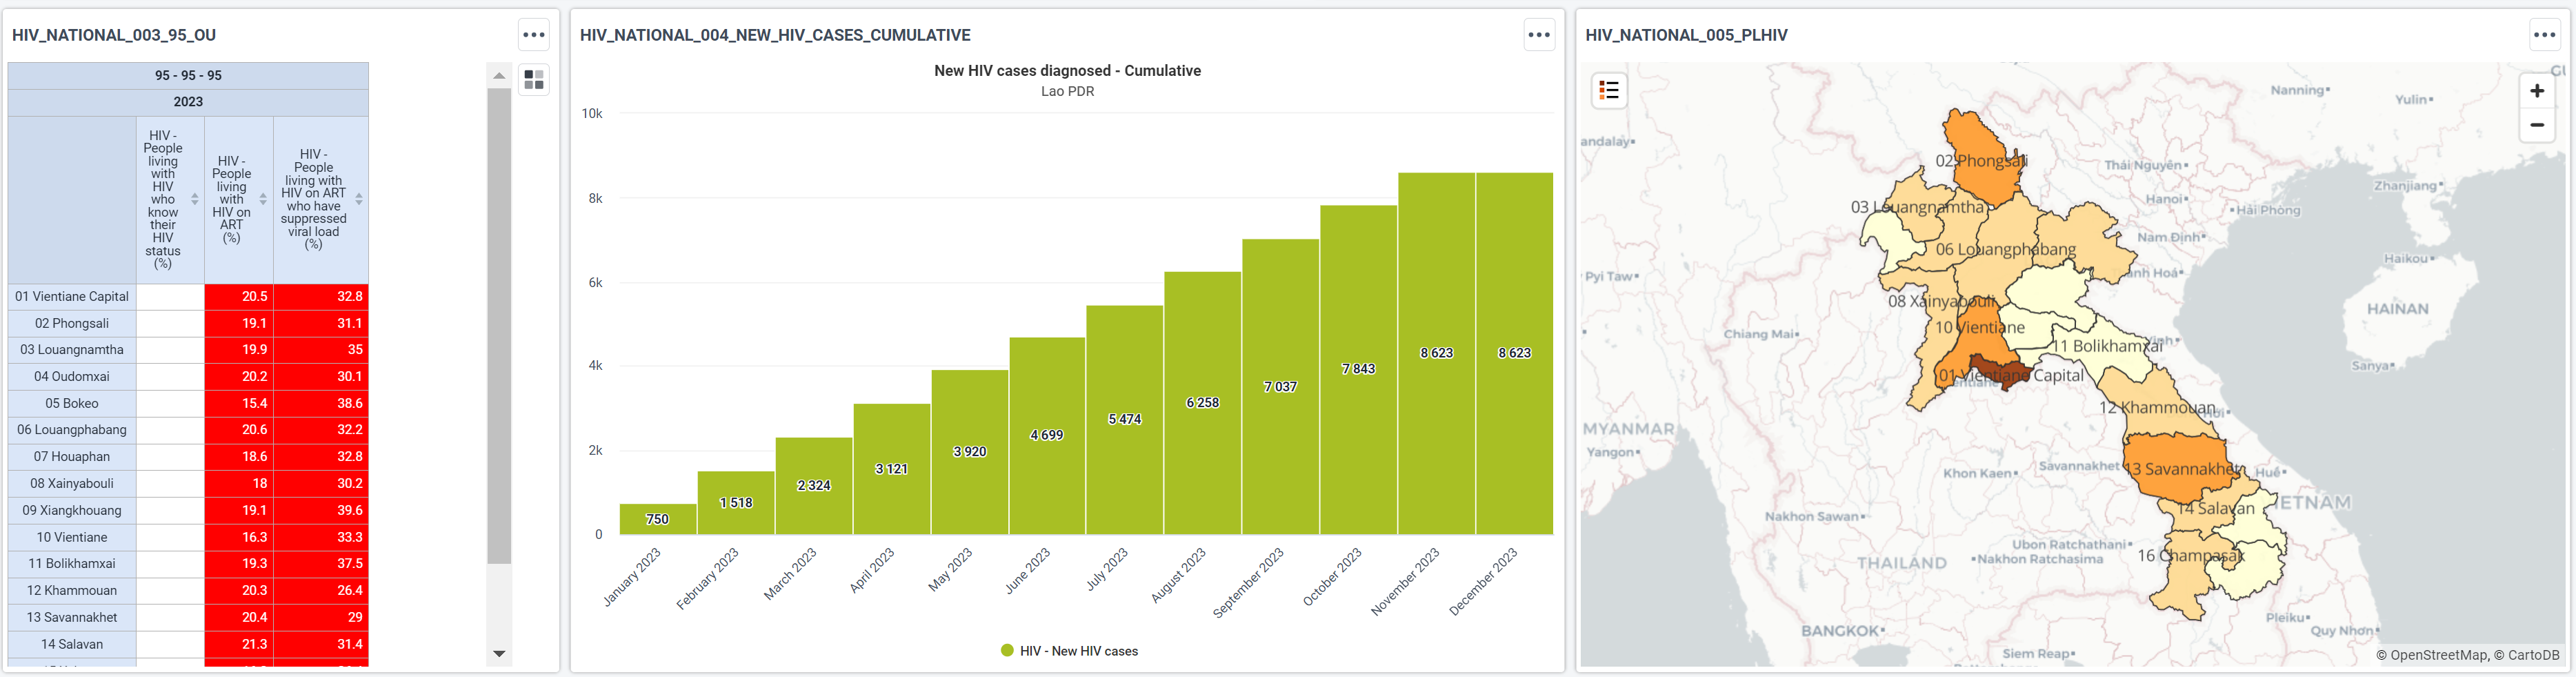 HIV_NATIONAL_003_95_OU
95 - 95 - 95
2023
HIV -
People
living
with
HIV
who
know
their
HIV
status
(%)
HIV -
People
living
with
HIV on
ART
(%)
HIV -
People
living with
HIV on ART
who have
suppressed
viral load
(%)
01 Vientiane Capital 20.5 32.8
02 Phongsali 19.1 31.1
03 Louangnamtha 19.9 35
04 Oudomxai 20.2 30.1
05 Bokeo 15.4 38.6
06 Louangphabang 20.6 32.2
07 Houaphan 18.6 32.8
08 Xainyabouli 18 30.2
09 Xiangkhouang 19.1 39.6
10 Vientiane 16.3 33.3
11 Bolikhamxai 19.3 37.5
12 Khammouan 20.3 26.4
13 Savannakhet 20.4 29
14 Salavan 21.3 31.4
HIV_NATIONAL_004_NEW_HIV_CASES_CUMULATIVE
New HIV cases diagnosed - Cumulative
Lao PDR
10k
8k
6k
4k
2k
0
750
1 518
2 324
3 121
3 920
4 699
5 474
6 258
7 037
7 843
8 623
8 623
January 2023
February 2023
March 2023
April 2023
May 2023
June 2023
July 2023
August 2023
September 2023
October 2023
November 2023
December 2023
HIV - New HIV cases
HIV_NATIONAL_005_PLHIV
+
−
Nanning
Yulin
andalay
02 Phongsali
Thái Nguyên
Zhanjiang
Hanoi
Hải Phòng
03 Louangnamtha
Nam Định
06 Louangphabang
Haikou
Pyi Taw
anh Hoá
08 Xainyabouli
HAINAN
10 Vientiane
Chiang Mai
11 Bolikhamxai
Sanya
01 Vientiane Capital
12 Khammouan
MYANMAR
Yangon
Khon Kaen
Savannakhet
13 Savannakhet
Huế
ETNAM
14 Salavan
Nakhon Sawan
Ubon Ratchathani
16 Champasak
THAILAND
Nakhon Ratchasima
Pleiku
BANGKOK
Quy Nhơn
Siem Reap
© OpenStreetMap, © CartoDB